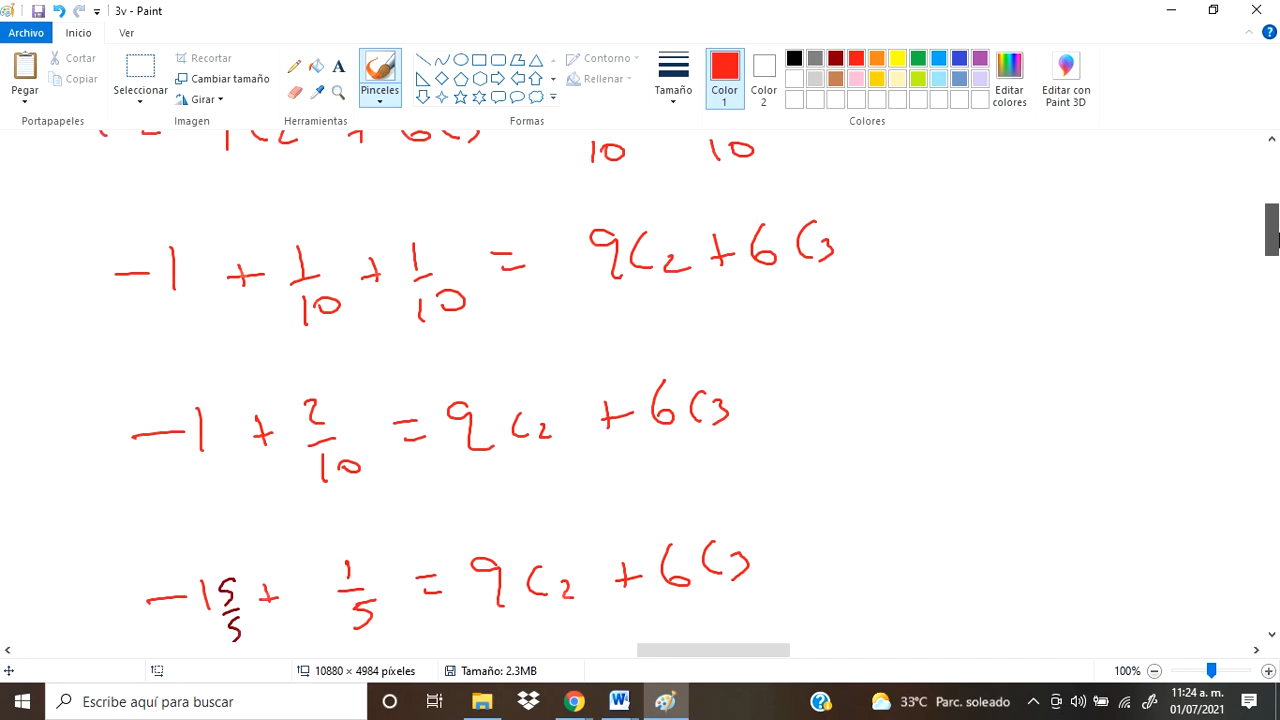 3v - Paint
Archivo Inicio Ver
Pegar
Cortar
Copiar
Portapapeles
Seleccionar
Recortar
Cambiar tamaño
Girar
Imagen
A
Herramientas
Pinceles
Contorno
Rellenar
Formas
Tamaño
Color 1
Color 2
Editar colores
Colores
Editar con Paint 3D
10 10
-1 + 1/10 + 1/10 = 9C2 + 6C3
-1 + 2/10 = 9C2 + 6C3
-1 5/5 + 1/5 = 9C2 + 6C3
10880 × 4984 píxeles
Tamaño: 2.3MB
100%
Escribe aquí para buscar
33°C Parc. soleado
11:24 a. m.
01/07/2021